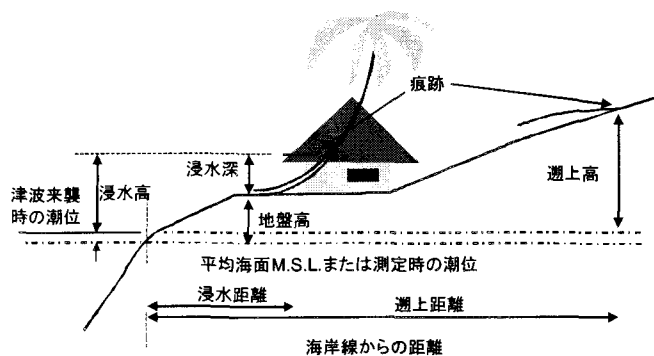 痕跡
浸水深
遡上高
津波来襲
時の潮位
浸水高
地盤高
平均海面M.S.L.または測定時の潮位
浸水距離
遡上距離
海岸線からの距離